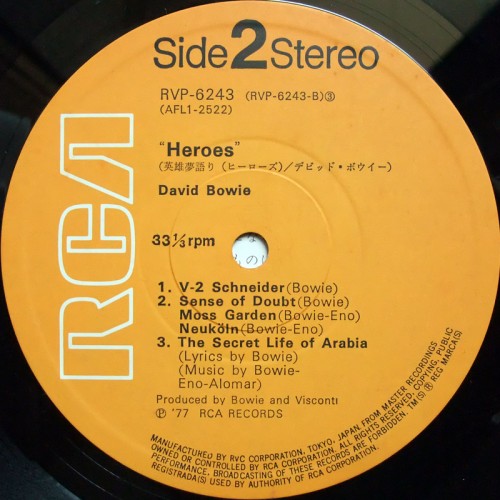 Side 2 Stereo
RVP-6243 (RVP-6243-B)③
(AFL1-2522)
"Heroes"
(英雄夢語り(ヒーローズ)/デビッド・ボウイー)
David Bowie
33⅓ rpm
RCA
1. V-2 Schneider (Bowie)
2. Sense of Doubt (Bowie)
Moss Garden (Bowie-Eno)
Neuköln (Bowie-Eno)
3. The Secret Life of Arabia
(Lyrics by Bowie)
(Music by Bowie-
Eno-Alomar)
Produced by Bowie and Visconti
Ⓟ '77 RCA RECORDS
MANUFACTURED BY RVC CORPORATION, TOKYO, JAPAN, FROM MASTER RECORDINGS
OWNED OR CONTROLLED BY RCA CORPORATION. ALL RIGHTS RESERVED, COPYING, PUBLIC
PERFORMANCE, BROADCASTING OF THESE RECORDS ARE FORBIDDEN. TM(S) ® REG MARCA(S)
REGISTRADA(S) USED BY AUTHORITY OF RCA CORPORATION.